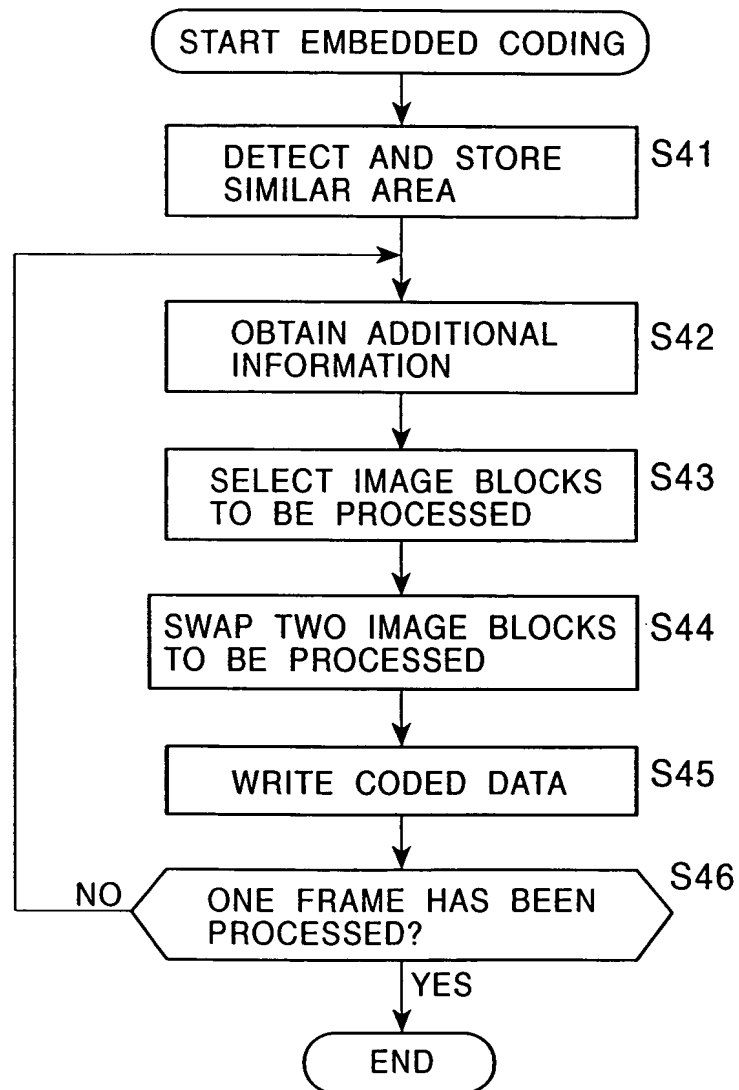 START EMBEDDED CODING
DETECT AND STORE
SIMILAR AREA
S41
OBTAIN ADDITIONAL
INFORMATION
S42
SELECT IMAGE BLOCKS
TO BE PROCESSED
S43
SWAP TWO IMAGE BLOCKS
TO BE PROCESSED
S44
WRITE CODED DATA
S45
ONE FRAME HAS BEEN
PROCESSED?
S46
NO
YES
END